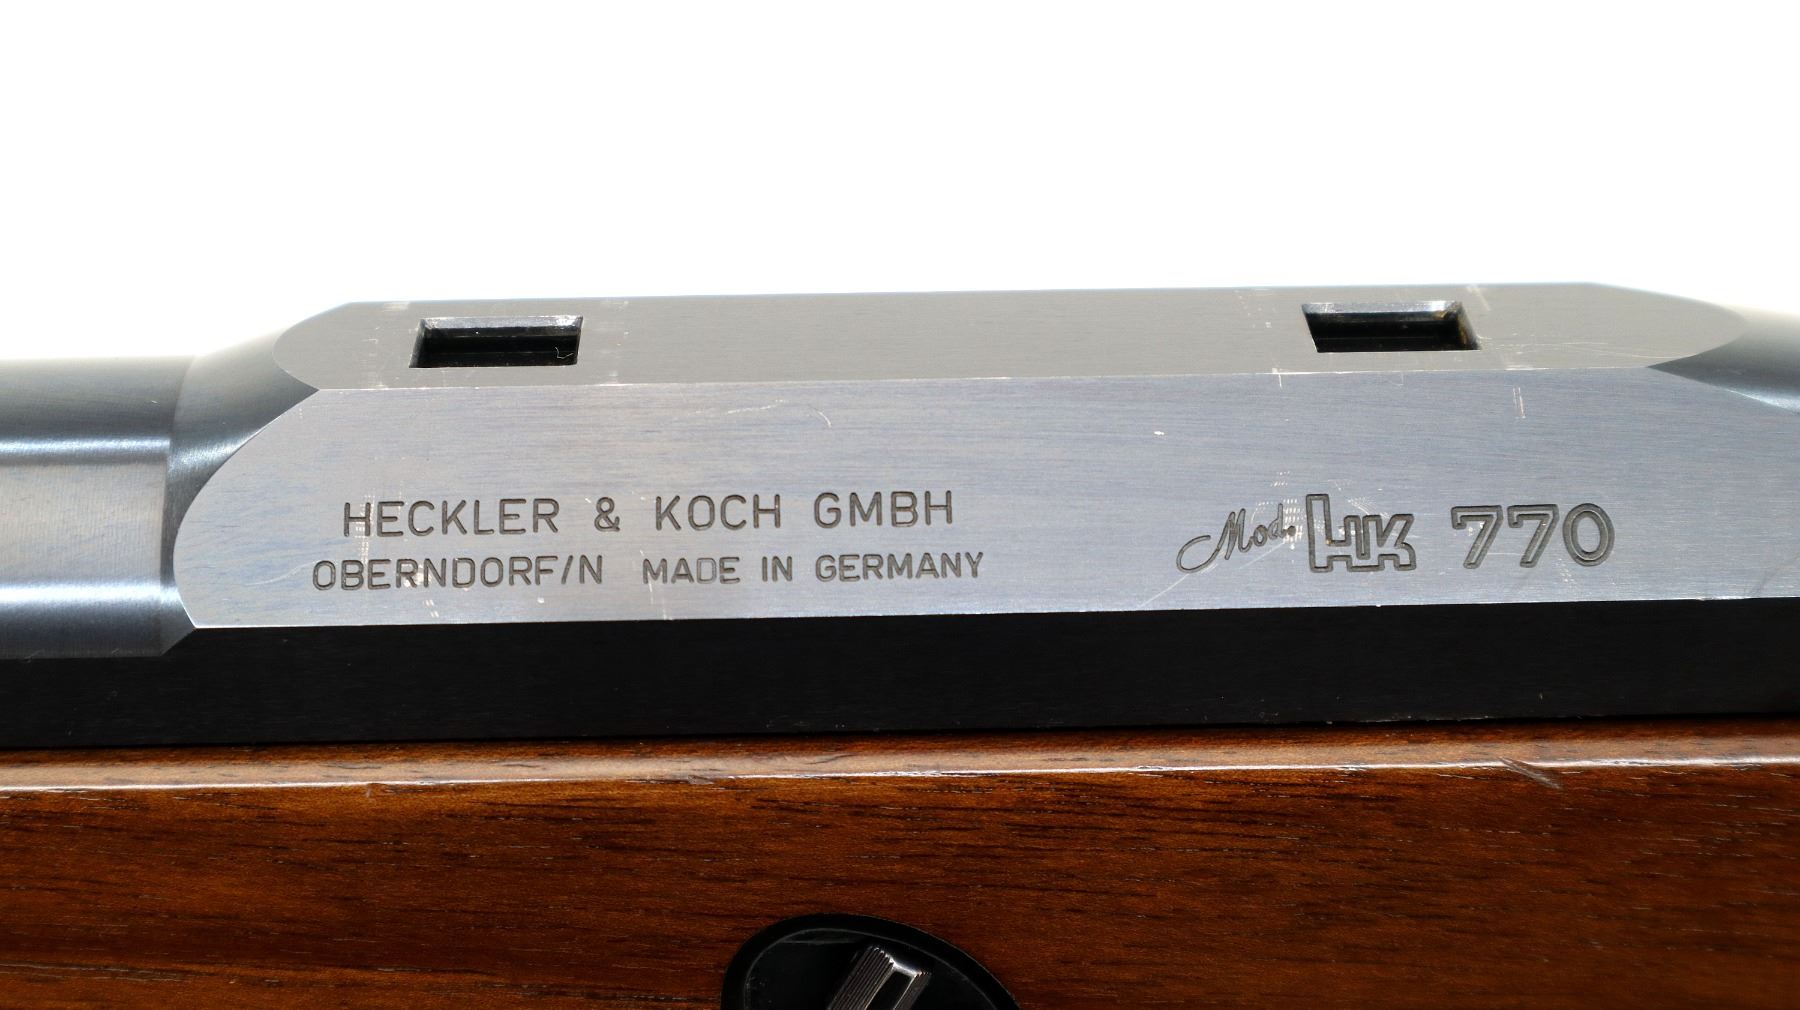 HECKLER & KOCH GMBH
OBERNDORF/N MADE IN GERMANY
Mod. HK 770